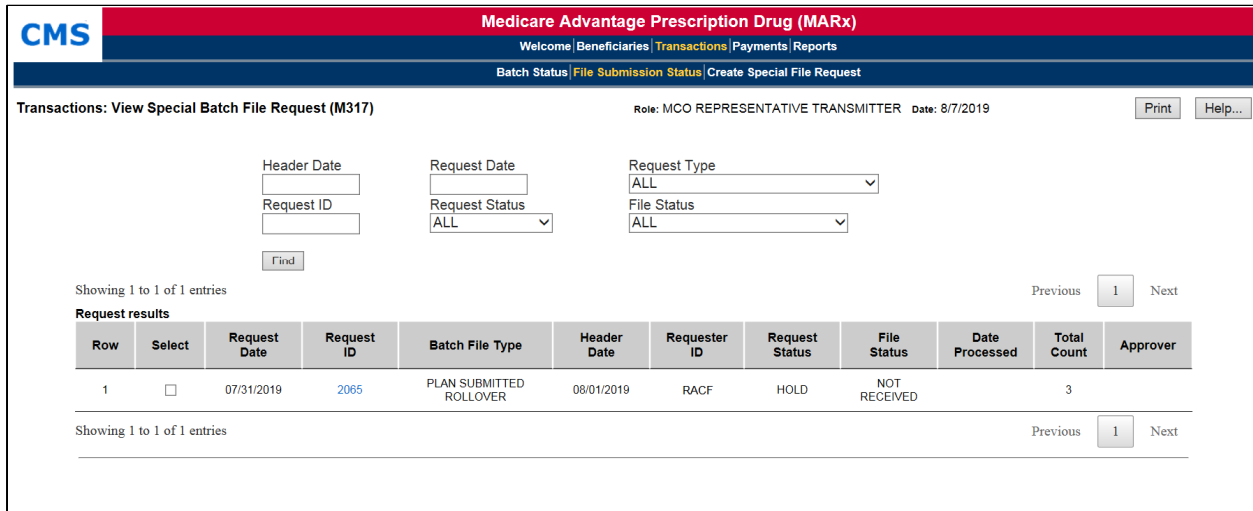 CMS
Medicare Advantage Prescription Drug (MARx)
Welcome|Beneficiaries|Transactions|Payments|Reports
Batch Status|File Submission Status|Create Special File Request
Transactions: View Special Batch File Request (M317) Role: MCO REPRESENTATIVE TRANSMITTER Date: 8/7/2019 Print Help...
Header Date Request Date Request Type
ALL
Request ID Request Status File Status
ALL ALL
Find
Showing 1 to 1 of 1 entries Previous 1 Next
Request results
Row Select Request Date Request ID Batch File Type Header Date Requester ID Request Status File Status Date Processed Total Count Approver
1 07/31/2019 2065 PLAN SUBMITTED ROLLOVER 08/01/2019 RACF HOLD NOT RECEIVED 3
Showing 1 to 1 of 1 entries Previous 1 Next